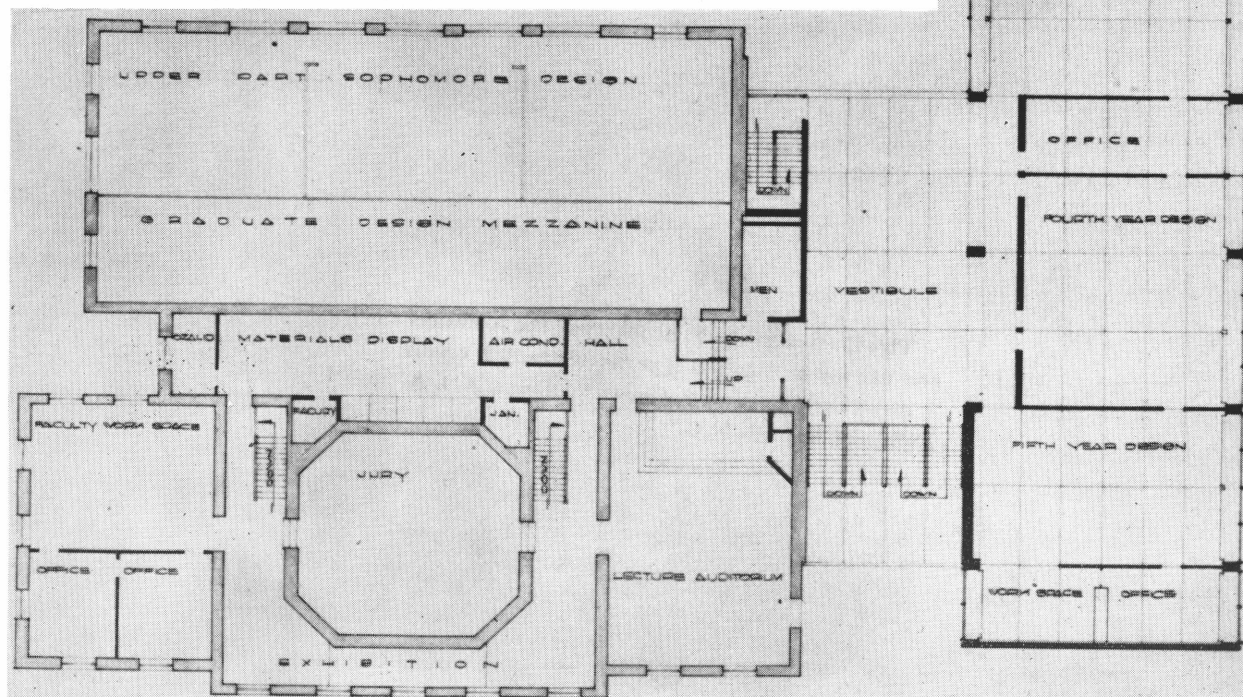 UPPER PART SOPHOMORE DESIGN
GRADUATE DESIGN MEZZANINE
DOWN
OFFICE
FOURTH YEAR DESIGN
MEN
VESTIBULE
MATERIALS DISPLAY
AIR COND.
HALL
DOWN
UP
FACULTY
JAN.
FACULTY WORK SPACE
DOWN
JURY
DOWN
FIFTH YEAR DESIGN
DOWN
DOWN
OFFICE
OFFICE
LECTURE AUDITORIUM
WORK SPACE
OFFICE
EXHIBITION